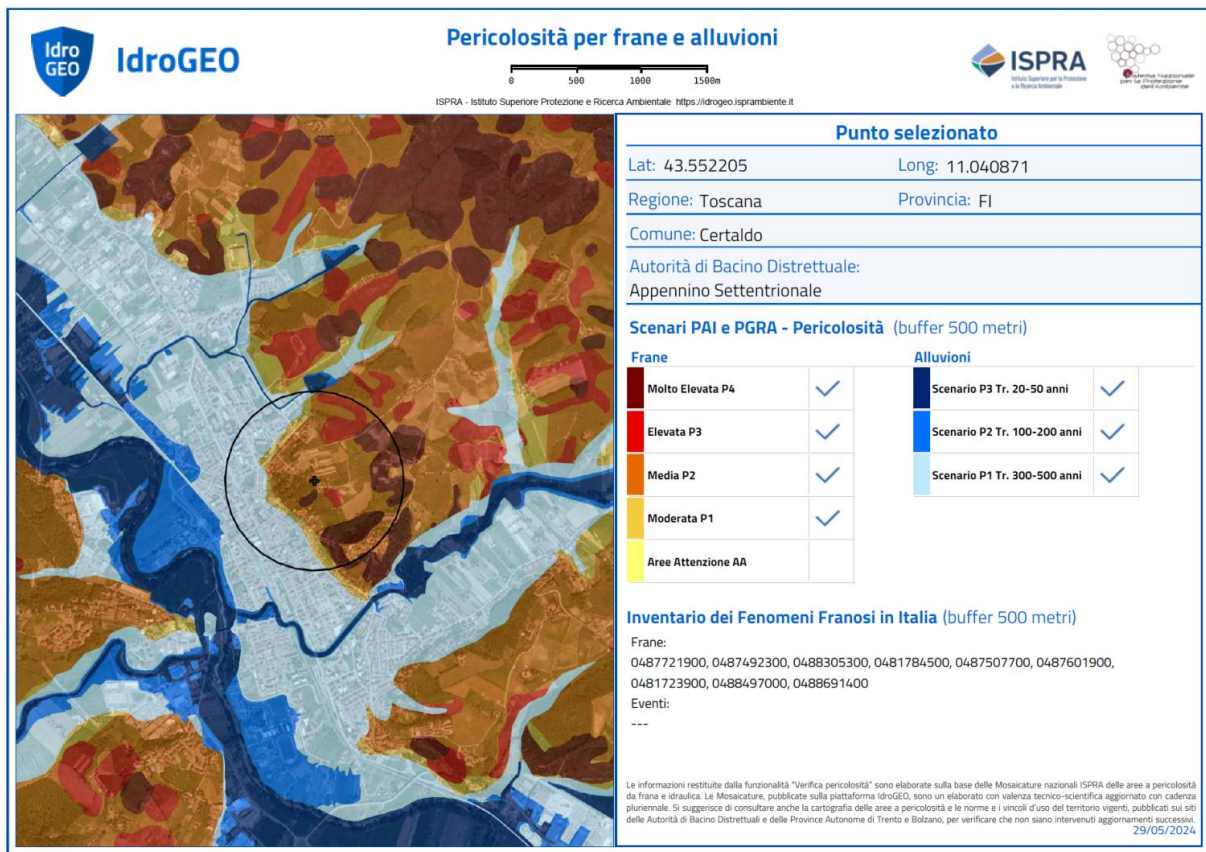 Idro
GEO
IdroGEO
Pericolosità per frane e alluvioni
0 500 1000 1500m
ISPRA - Istituto Superiore Protezione e Ricerca Ambientale https://idrogeo.isprambiente.it
ISPRA
Istituto Superiore per la Protezione
e la Ricerca Ambientale
Sistema Nazionale
per la Protezione
dell'Ambiente
Punto selezionato
Lat: 43.552205 Long: 11.040871
Regione: Toscana Provincia: FI
Comune: Certaldo
Autorità di Bacino Distrettuale:
Appennino Settentrionale
Scenari PAI e PGRA - Pericolosità (buffer 500 metri)
Frane Alluvioni
Molto Elevata P4 Scenario P3 Tr. 20-50 anni
Elevata P3 Scenario P2 Tr. 100-200 anni
Media P2 Scenario P1 Tr. 300-500 anni
Moderata P1
Aree Attenzione AA
Inventario dei Fenomeni Franosi in Italia (buffer 500 metri)
Frane:
0487721900, 0487492300, 0488305300, 0481784500, 0487507700, 0487601900,
0481723900, 0488497000, 0488691400
Eventi:
---
Le informazioni restituite dalla funzionalità "Verifica pericolosità" sono elaborate sulla base delle Mosaicature nazionali ISPRA delle aree a pericolosità
da frana e idraulica. Le Mosaicature, pubblicate sulla piattaforma IdroGEO, sono un elaborato con valenza tecnico-scientifica aggiornato con cadenza
pluriennale. Si suggerisce di consultare anche la cartografia delle aree a pericolosità e le norme e i vincoli d'uso del territorio vigenti, pubblicati sui siti
delle Autorità di Bacino Distrettuali e delle Province Autonome di Trento e Bolzano, per verificare che non siano intervenuti aggiornamenti successivi.
29/05/2024